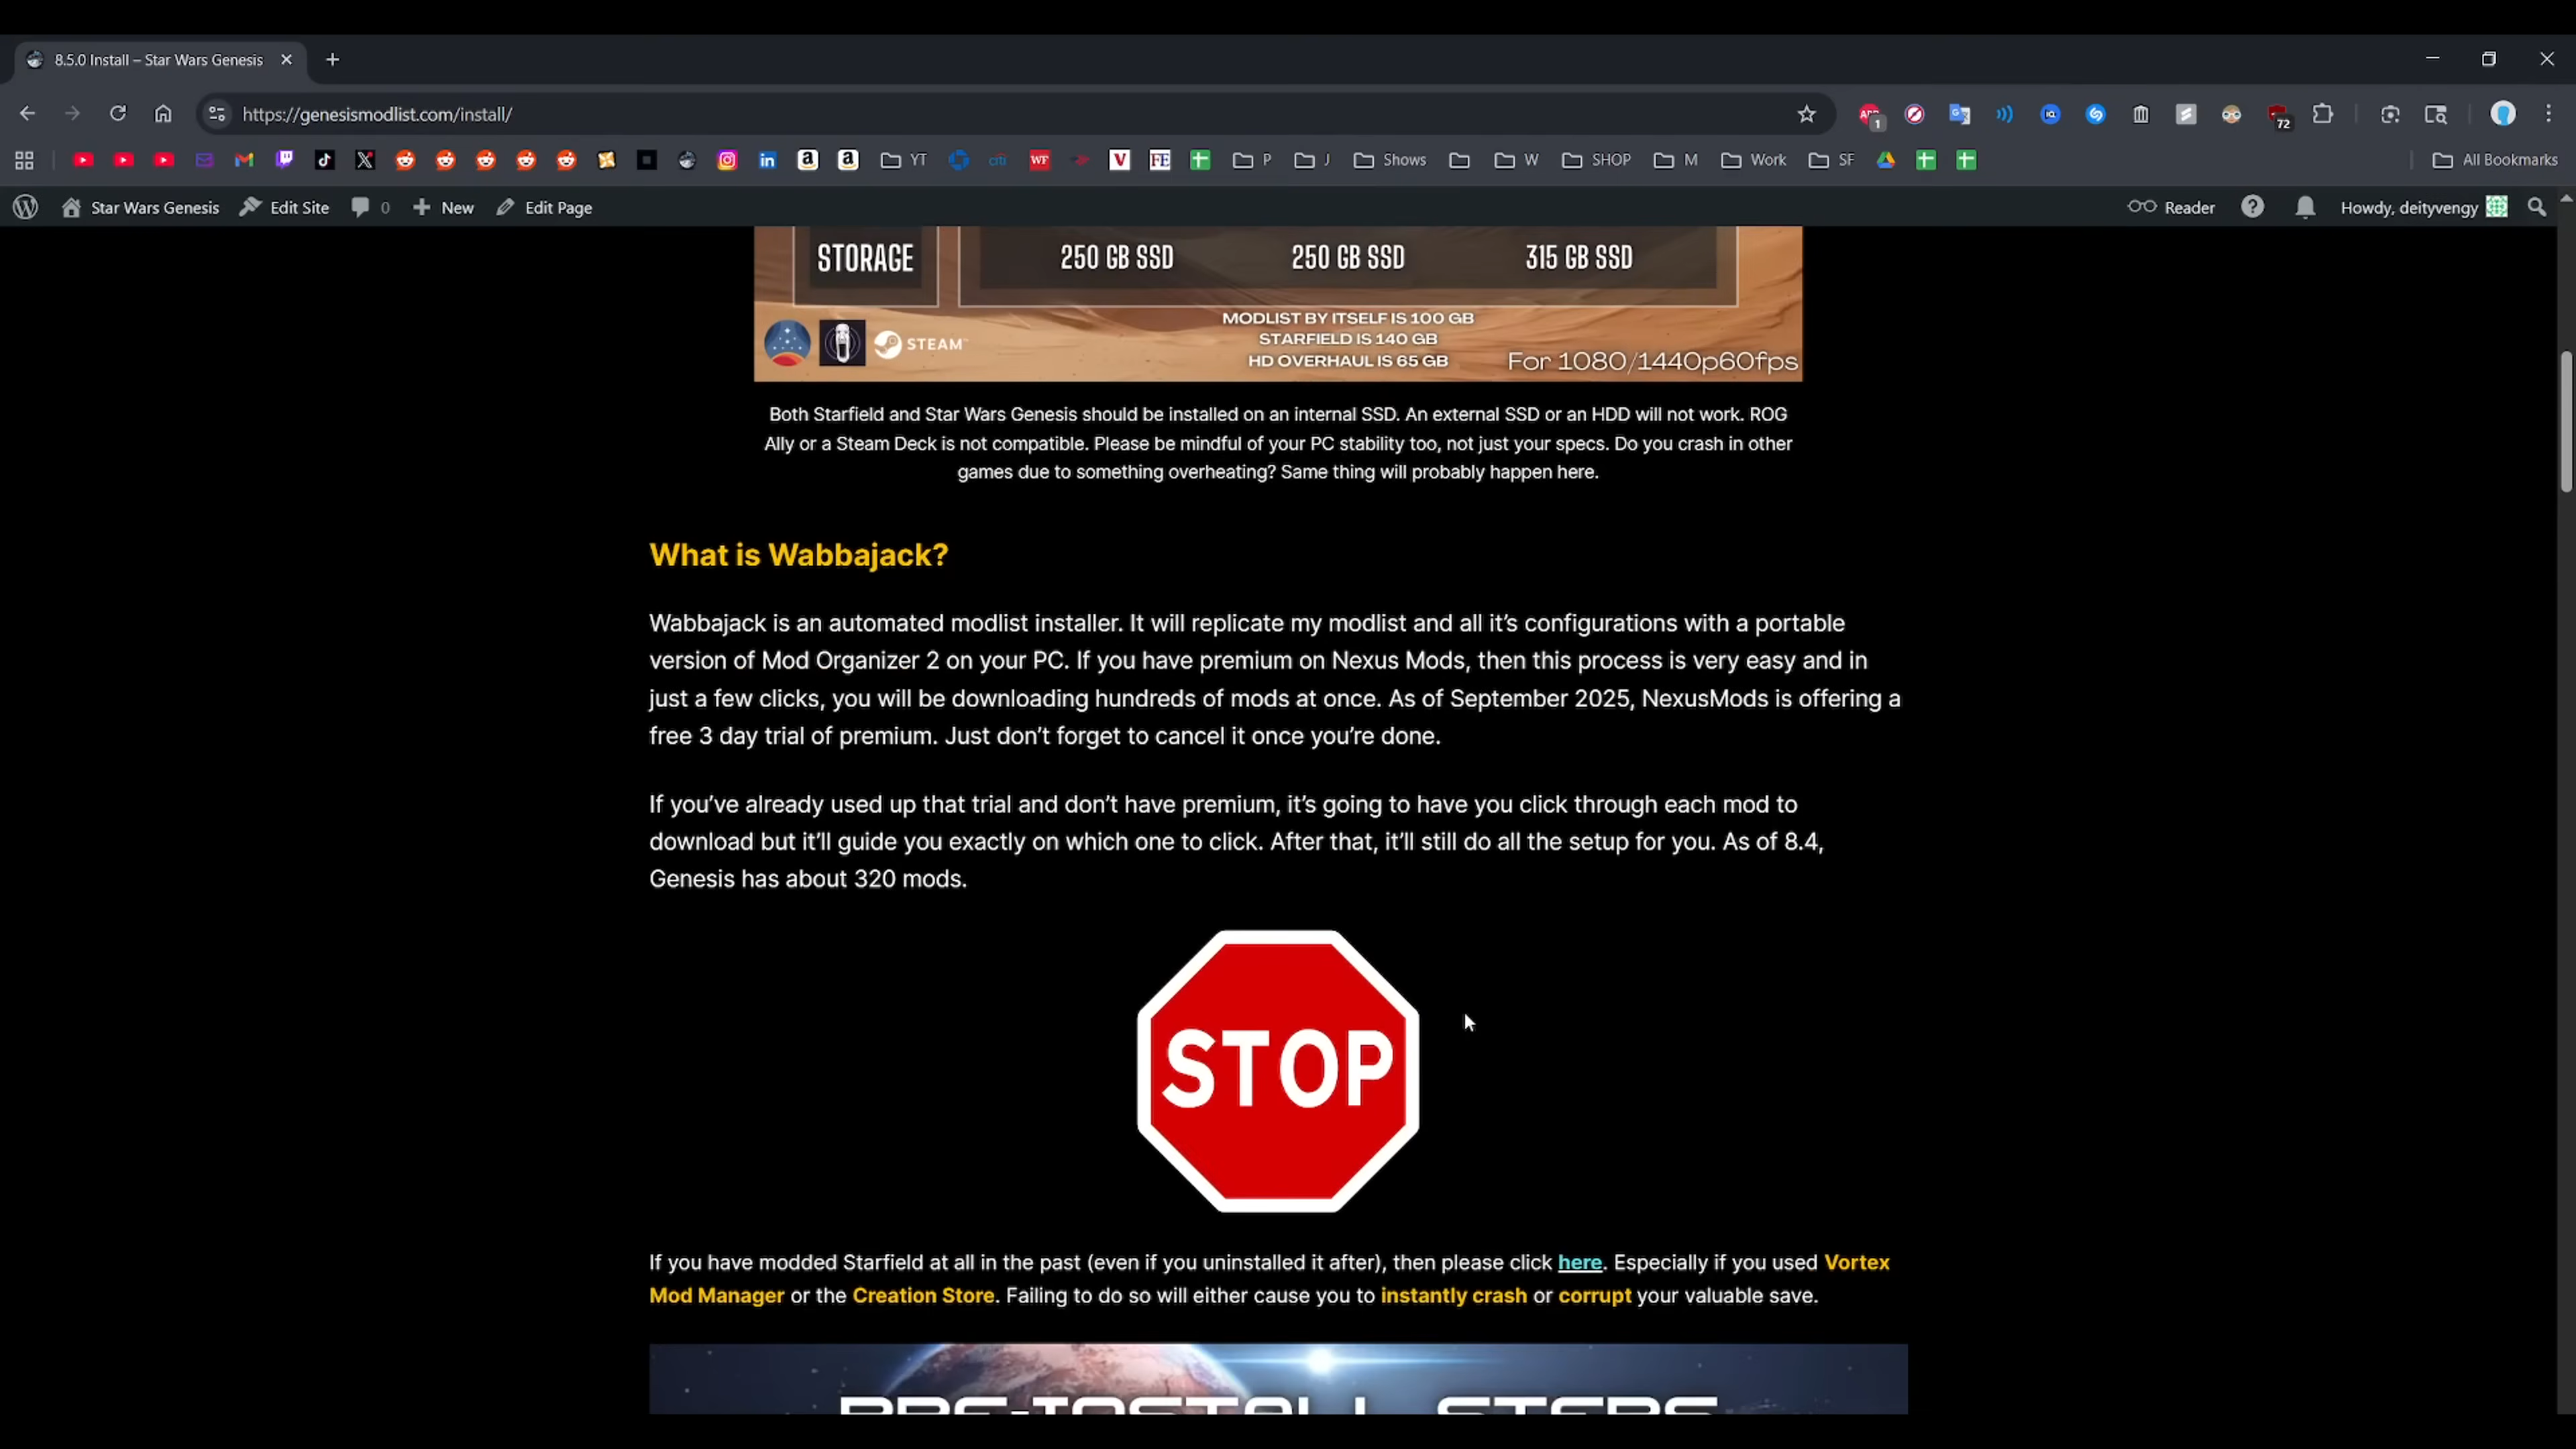 8.5.0 Install – Star Wars Genesis
https://genesismodlist.com/install/
1
72
YT
citi
WF
V
FE
P
J
Shows
W
SHOP
M
Work
SF
All Bookmarks
Star Wars Genesis
Edit Site
0
New
Edit Page
Reader
Howdy, deityvengy
STORAGE
250 GB SSD
250 GB SSD
315 GB SSD
MODLIST BY ITSELF IS 100 GB
STARFIELD IS 140 GB
HD OVERHAUL IS 65 GB
STEAM
For 1080/1440p60fps
Both Starfield and Star Wars Genesis should be installed on an internal SSD. An external SSD or an HDD will not work. ROG
Ally or a Steam Deck is not compatible. Please be mindful of your PC stability too, not just your specs. Do you crash in other
games due to something overheating? Same thing will probably happen here.
What is Wabbajack?
Wabbajack is an automated modlist installer. It will replicate my modlist and all it's configurations with a portable
version of Mod Organizer 2 on your PC. If you have premium on Nexus Mods, then this process is very easy and in
just a few clicks, you will be downloading hundreds of mods at once. As of September 2025, NexusMods is offering a
free 3 day trial of premium. Just don't forget to cancel it once you're done.
If you've already used up that trial and don't have premium, it's going to have you click through each mod to
download but it'll guide you exactly on which one to click. After that, it'll still do all the setup for you. As of 8.4,
Genesis has about 320 mods.
STOP
If you have modded Starfield at all in the past (even if you uninstalled it after), then please click here. Especially if you used Vortex
Mod Manager or the Creation Store. Failing to do so will either cause you to instantly crash or corrupt your valuable save.
PRE-INSTALL STEPS